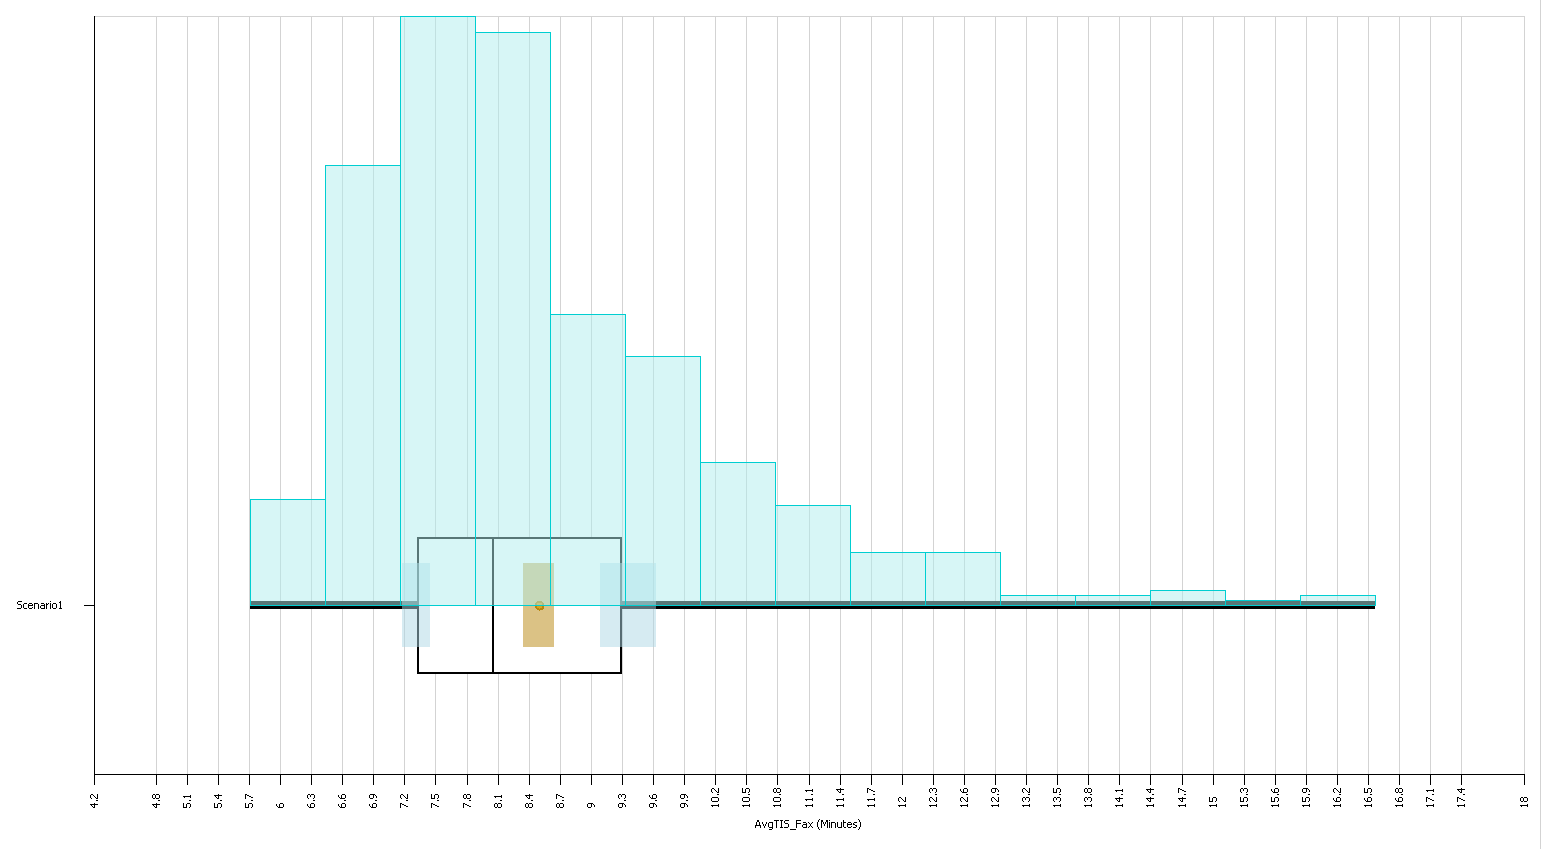 Scenario1
4.2 4.8 5.1 5.4 5.7 6 6.3 6.6 6.9 7.2 7.5 7.8 8.1 8.4 8.7 9 9.3 9.6 9.9 10.2 10.5 10.8 11.1 11.4 11.7 12 12.3 12.6 12.9 13.2 13.5 13.8 14.1 14.4 14.7 15 15.3 15.6 15.9 16.2 16.5 16.8 17.1 17.4 18
AvgTIS_Fax (Minutes)